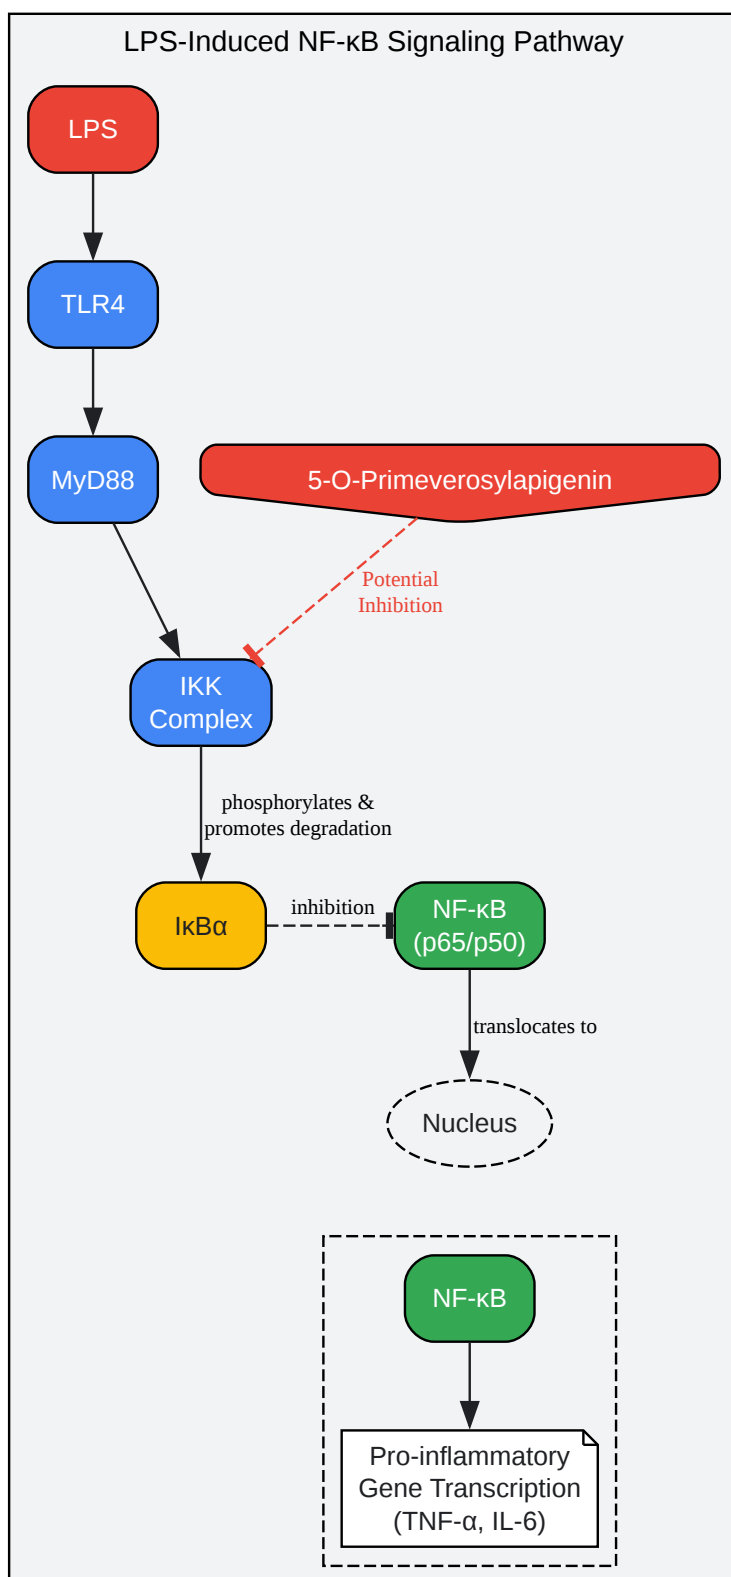 LPS-Induced NF-κB Signaling Pathway
LPS
TLR4
MyD88
5-O-Primeverosylapigenin
Potential
Inhibition
IKK
Complex
phosphorylates &
promotes degradation
IκBα
inhibition
NF-κB
(p65/p50)
translocates to
Nucleus
NF-κB
Pro-inflammatory
Gene Transcription
(TNF-α, IL-6)